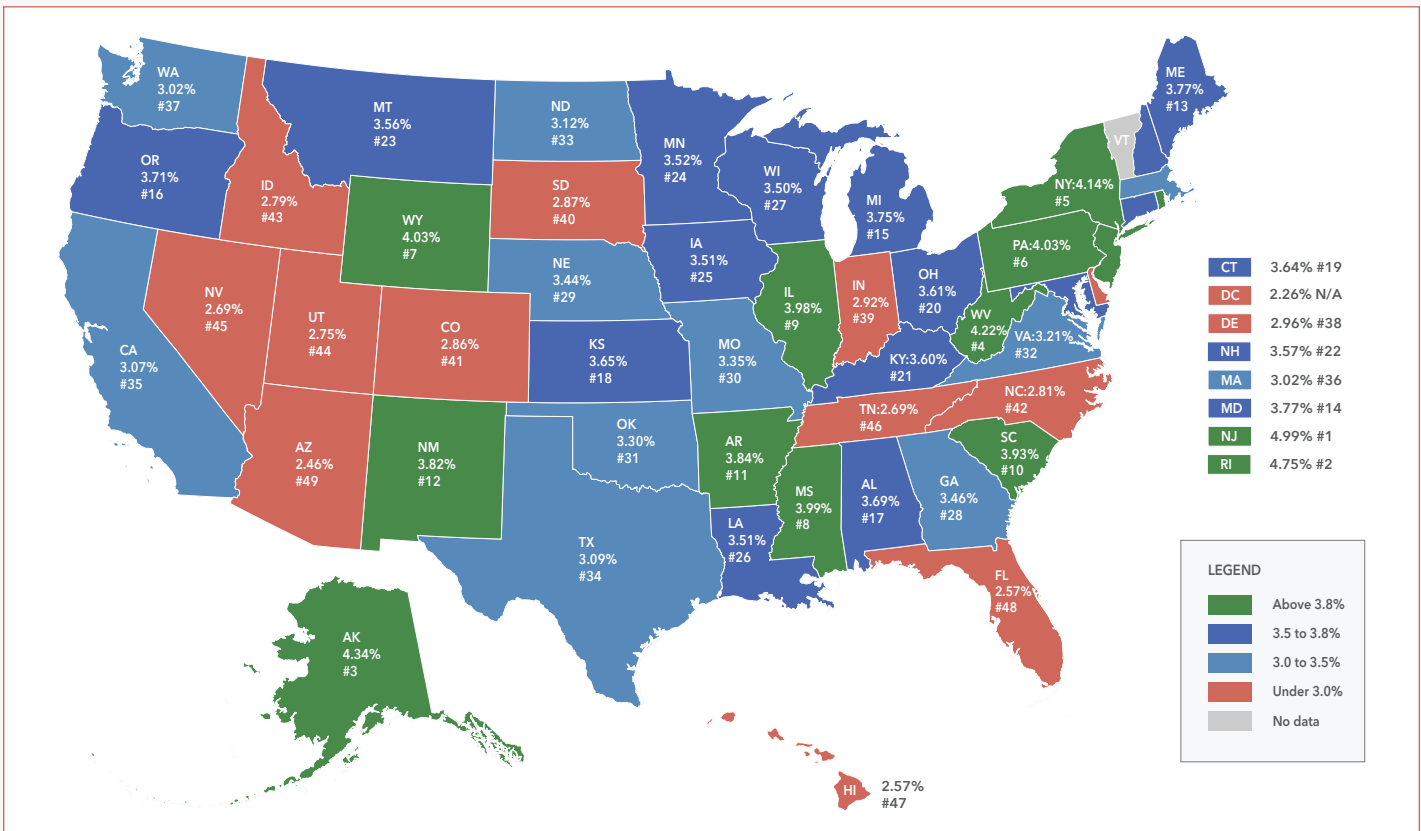 WA
3.02%
#37
OR
3.71%
#16
CA
3.07%
#35
ID
2.79%
#43
NV
2.69%
#45
MT
3.56%
#23
WY
4.03%
#7
UT
2.75%
#44
AZ
2.46%
#49
CO
2.86%
#41
NM
3.82%
#12
ND
3.12%
#33
SD
2.87%
#40
NE
3.44%
#29
KS
3.65%
#18
OK
3.30%
#31
TX
3.09%
#34
MN
3.52%
#24
IA
3.51%
#25
MO
3.35%
#30
AR
3.84%
#11
LA
3.51%
#26
WI
3.50%
#27
IL
3.98%
#9
MS
3.99%
#8
MI
3.75%
#15
IN
2.92%
#39
OH
3.61%
#20
KY:3.60%
#21
TN:2.69%
#46
AL
3.69%
#17
GA
3.46%
#28
FL
2.57%
#48
SC
3.93%
#10
NC:2.81%
#42
VA:3.21%
#32
WV
4.22%
#4
PA:4.03%
#6
NY:4.14%
#5
VT
ME
3.77%
#13
AK
4.34%
#3
HI
2.57%
#47
CT 3.64% #19
DC 2.26% N/A
DE 2.96% #38
NH 3.57% #22
MA 3.02% #36
MD 3.77% #14
NJ 4.99% #1
RI 4.75% #2
LEGEND
Above 3.8%
3.5 to 3.8%
3.0 to 3.5%
Under 3.0%
No data